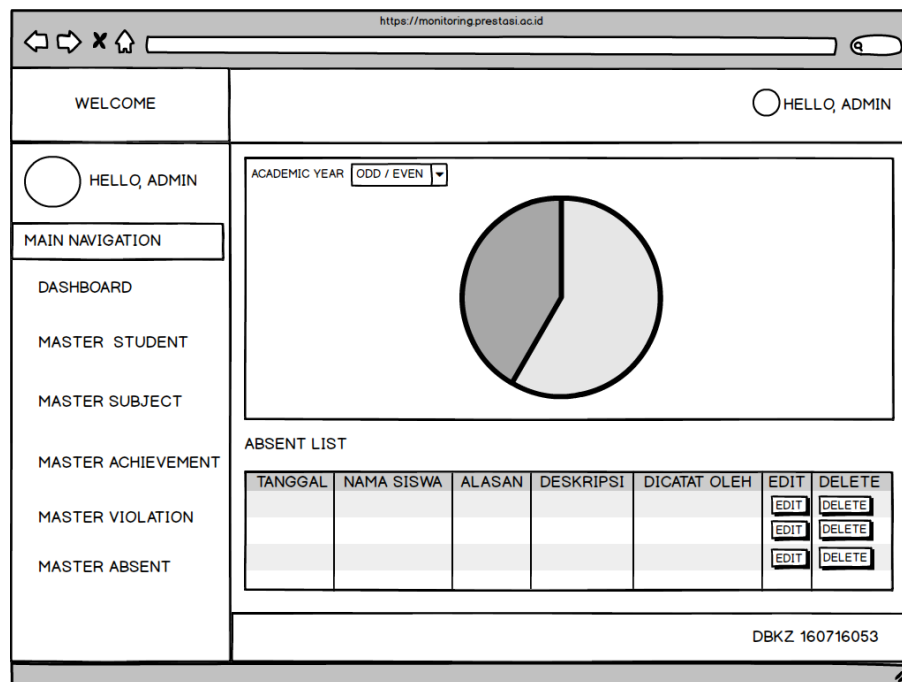 https://monitoring.prestasi.ac.id
WELCOME
HELLO, ADMIN
HELLO, ADMIN
MAIN NAVIGATION
DASHBOARD
MASTER STUDENT
MASTER SUBJECT
MASTER ACHIEVEMENT
MASTER VIOLATION
MASTER ABSENT
ACADEMIC YEAR ODD / EVEN
ABSENT LIST
TANGGAL NAMA SISWA ALASAN DESKRIPSI DICATAT OLEH EDIT DELETE
EDIT DELETE
EDIT DELETE
EDIT DELETE
DBKZ 160716053